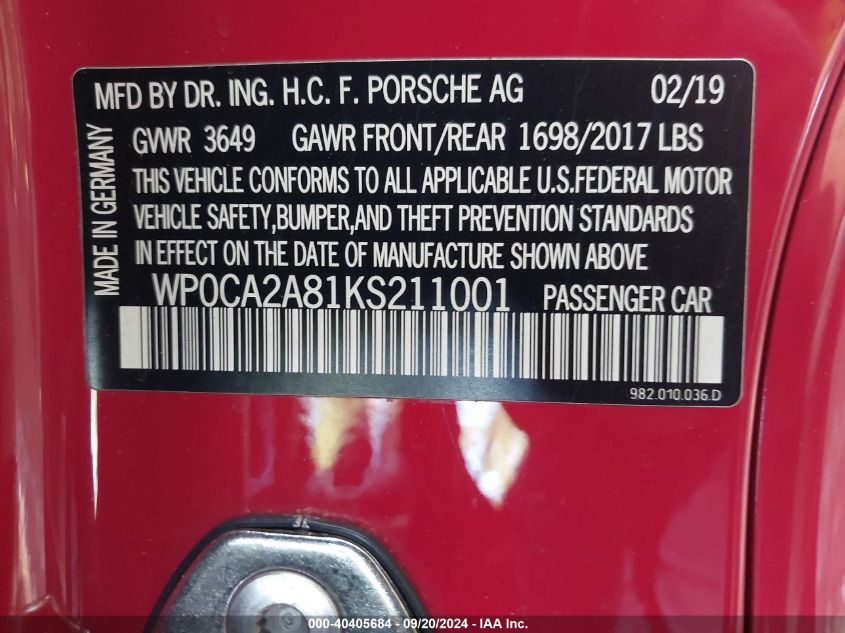 MFD BY DR. ING. H.C. F. PORSCHE AG 02/19
GVWR 3649 GAWR FRONT/REAR 1698/2017 LBS
THIS VEHICLE CONFORMS TO ALL APPLICABLE U.S.FEDERAL MOTOR
VEHICLE SAFETY,BUMPER,AND THEFT PREVENTION STANDARDS
IN EFFECT ON THE DATE OF MANUFACTURE SHOWN ABOVE
MADE IN GERMANY
WP0CA2A81KS211001 PASSENGER CAR
982.010.036.D
© - 40405684 - 09/20/2024 - IAA Inc.